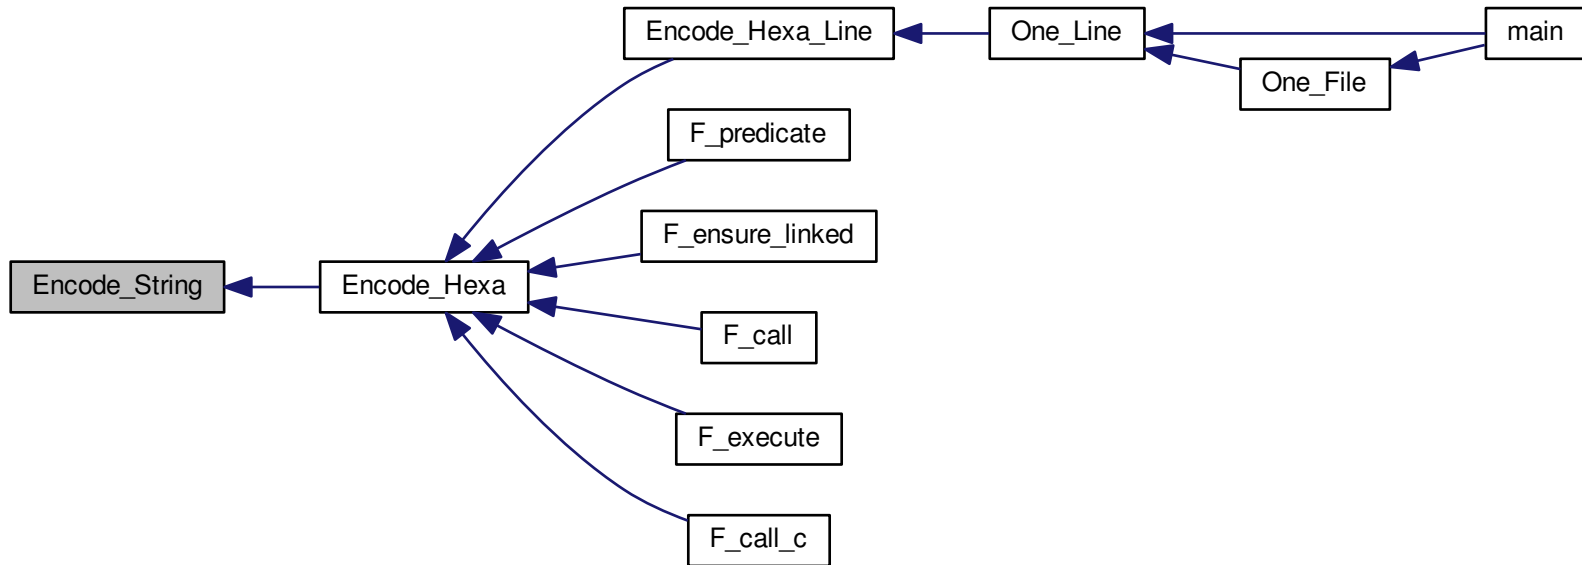 Encode_Hexa_Line
One_Line
main
One_File
F_predicate
F_ensure_linked
Encode_String
Encode_Hexa
F_call
F_execute
F_call_c